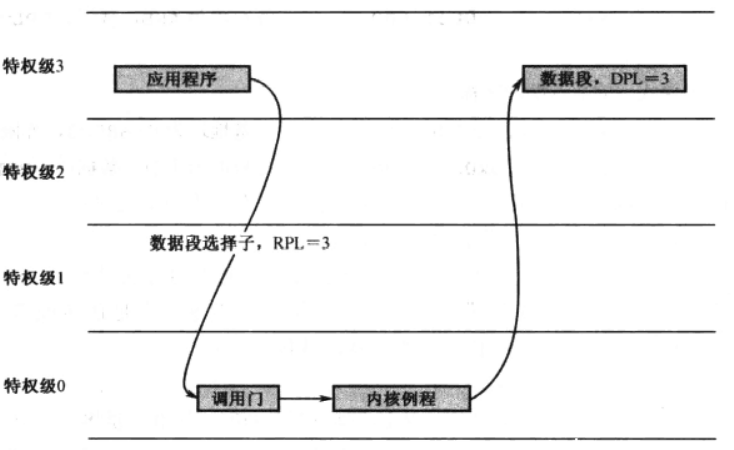 特权级3
应用程序
数据段,DPL=3
特权级2
数据段选择子,RPL=3
特权级1
特权级0
调用门
内核例程